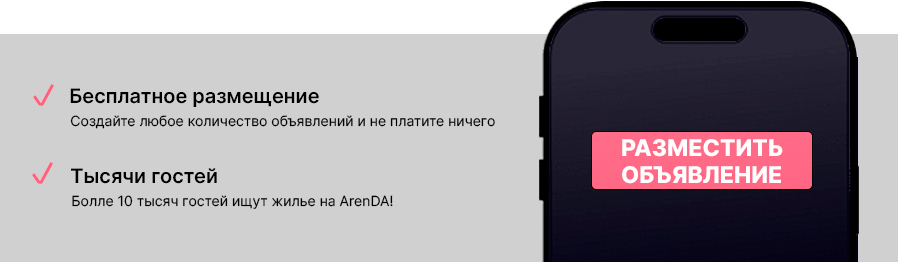 Бесплатное размещение
Создайте любое количество объявлений и не платите ничего
Тысячи гостей
Болле 10 тысяч гостей ищут жилье на ArenDA!
РАЗМЕСТИТЬ
ОБЪЯВЛЕНИЕ